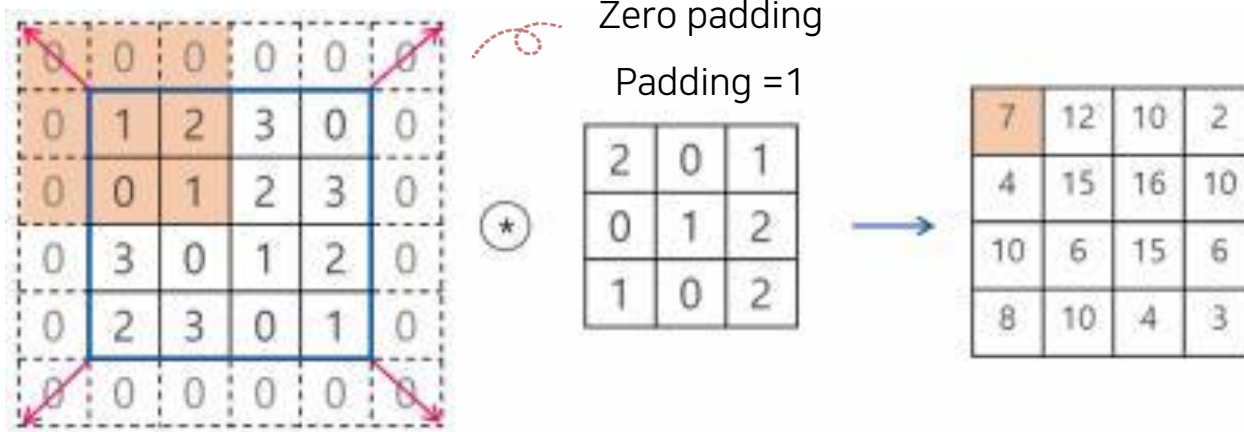 Zero padding
Padding =1
0 0 0 0 0 0
0 1 2 3 0 0
0 0 1 2 3 0
0 3 0 1 2 0
0 2 3 0 1 0
0 0 0 0 0 0
*
2 0 1
0 1 2
1 0 2
7 12 10 2
4 15 16 10
10 6 15 6
8 10 4 3